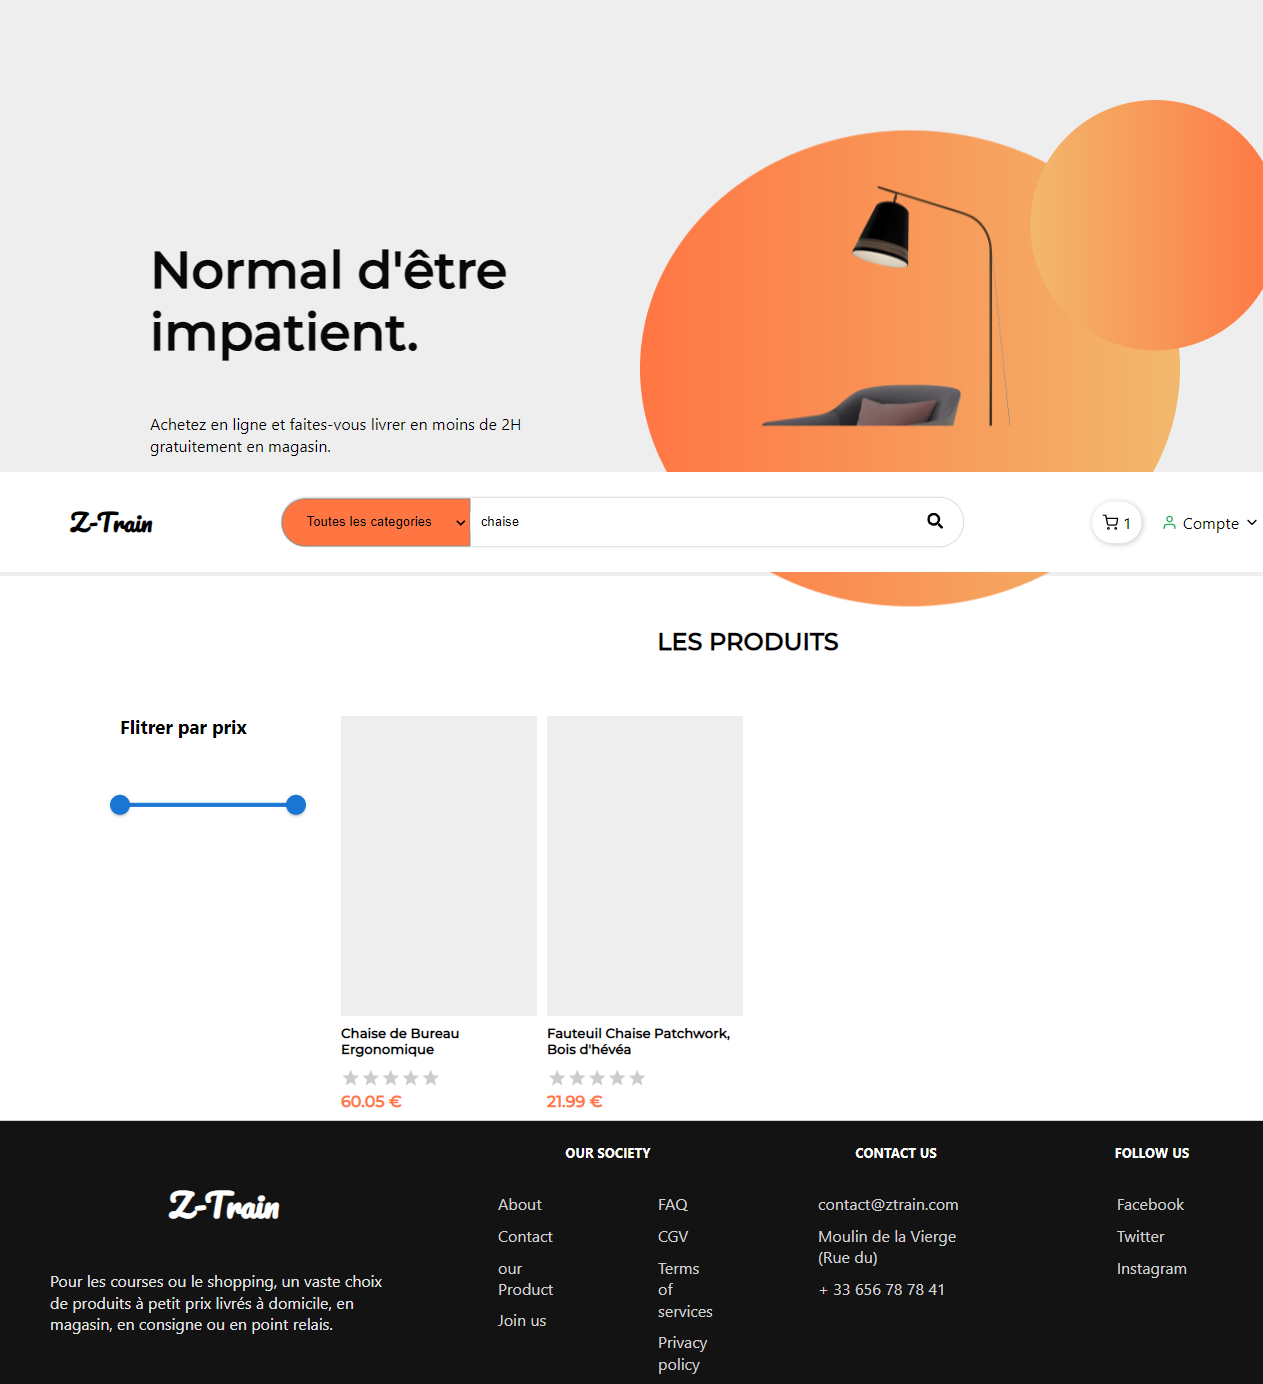 Normal d'être
impatient.
Achetez en ligne et faites-vous livrer en moins de 2H
gratuitement en magasin.
Z-Train
Toutes les categories
chaise
1
Compte
LES PRODUITS
Flitrer par prix
Chaise de Bureau
Ergonomique
60.05 €
Fauteuil Chaise Patchwork,
Bois d'hévéa
21.99 €
Z-Train
Pour les courses ou le shopping, un vaste choix
de produits à petit prix livrés à domicile, en
magasin, en consigne ou en point relais.
OUR SOCIETY
About
Contact
our
Product
Join us
FAQ
CGV
Terms
of
services
Privacy
policy
CONTACT US
contact@ztrain.com
Moulin de la Vierge
(Rue du)
+ 33 656 78 78 41
FOLLOW US
Facebook
Twitter
Instagram